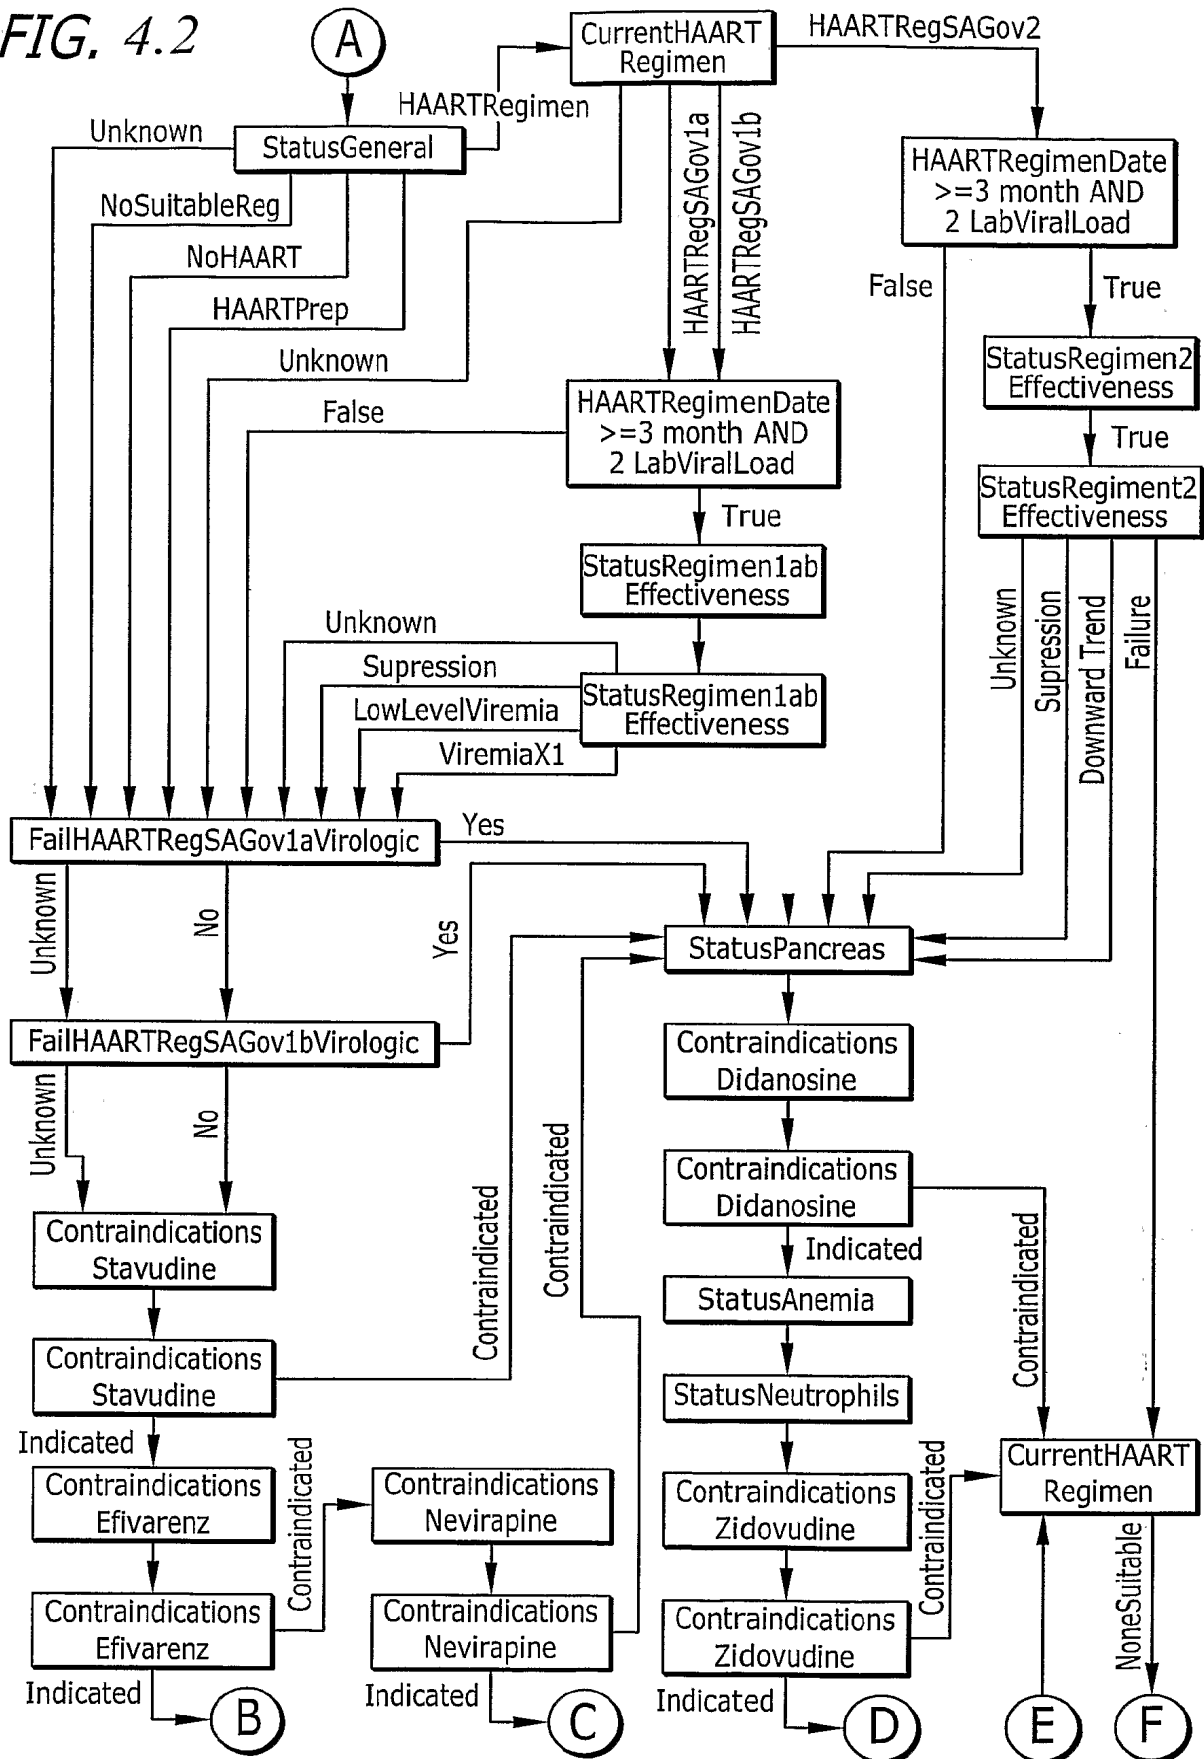 FIG. 4.2
A
CurrentHAART
Regimen
HAARTRegSAGov2
HAARTRegimen
Unknown
StatusGeneral
NoSuitableReg
NoHAART
HAARTPrep
Unknown
False
HAARTRegSAGov1a
HAARTRegSAGov1b
HAARTRegimenDate
>=3 month AND
2 LabViralLoad
False
True
StatusRegimen2
Effectiveness
True
StatusRegiment2
Effectiveness
HAARTRegimenDate
>=3 month AND
2 LabViralLoad
True
StatusRegimen1ab
Effectiveness
Unknown
Supression
LowLevelViremia
ViremiaX1
StatusRegimen1ab
Effectiveness
Unknown
Supression
Downward Trend
Failure
FailHAARTRegSAGov1aVirologic
Yes
Unknown
No
Yes
StatusPancreas
FailHAARTRegSAGov1bVirologic
Unknown
No
Contraindications
Didanosine
Contraindications
Didanosine
Contraindicated
Contraindicated
Indicated
Contraindicated
Contraindications
Stavudine
StatusAnemia
Contraindications
Stavudine
StatusNeutrophils
Indicated
Contraindications
Efivarenz
Contraindicated
Contraindications
Nevirapine
Contraindications
Zidovudine
Contraindicated
CurrentHAART
Regimen
Contraindications
Efivarenz
Contraindications
Nevirapine
Contraindications
Zidovudine
NoneSuitable
Indicated
B
Indicated
C
Indicated
D
E
F